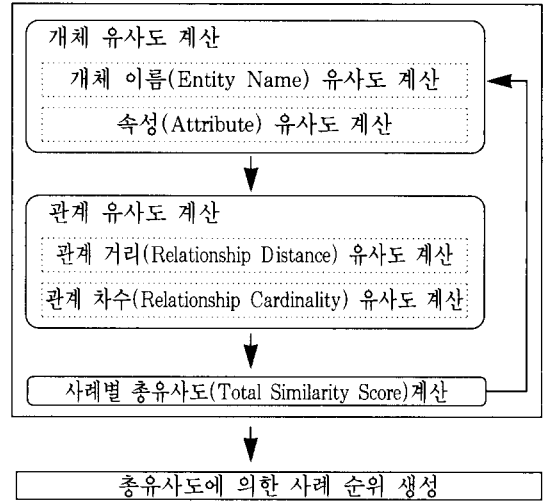 개체 유사도 계산
개체 이름(Entity Name) 유사도 계산
속성(Attribute) 유사도 계산
관계 유사도 계산
관계 거리(Relationship Distance) 유사도 계산
관계 차수(Relationship Cardinality) 유사도 계산
사례별 총유사도(Total Similarity Score)계산
총유사도에 의한 사례 순위 생성